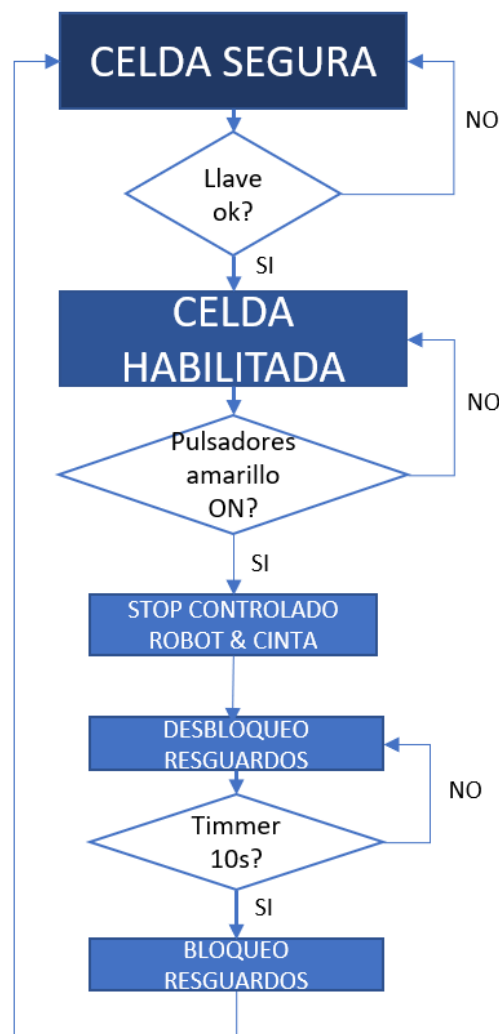 CELDA SEGURA
NO
Llave
ok?
SI
CELDA
HABILITADA
NO
Pulsadores
amarillo
ON?
SI
STOP CONTROLADO
ROBOT & CINTA
DESBLOQUEO
RESGUARDOS
NO
Timmer
10s?
SI
BLOQUEO
RESGUARDOS